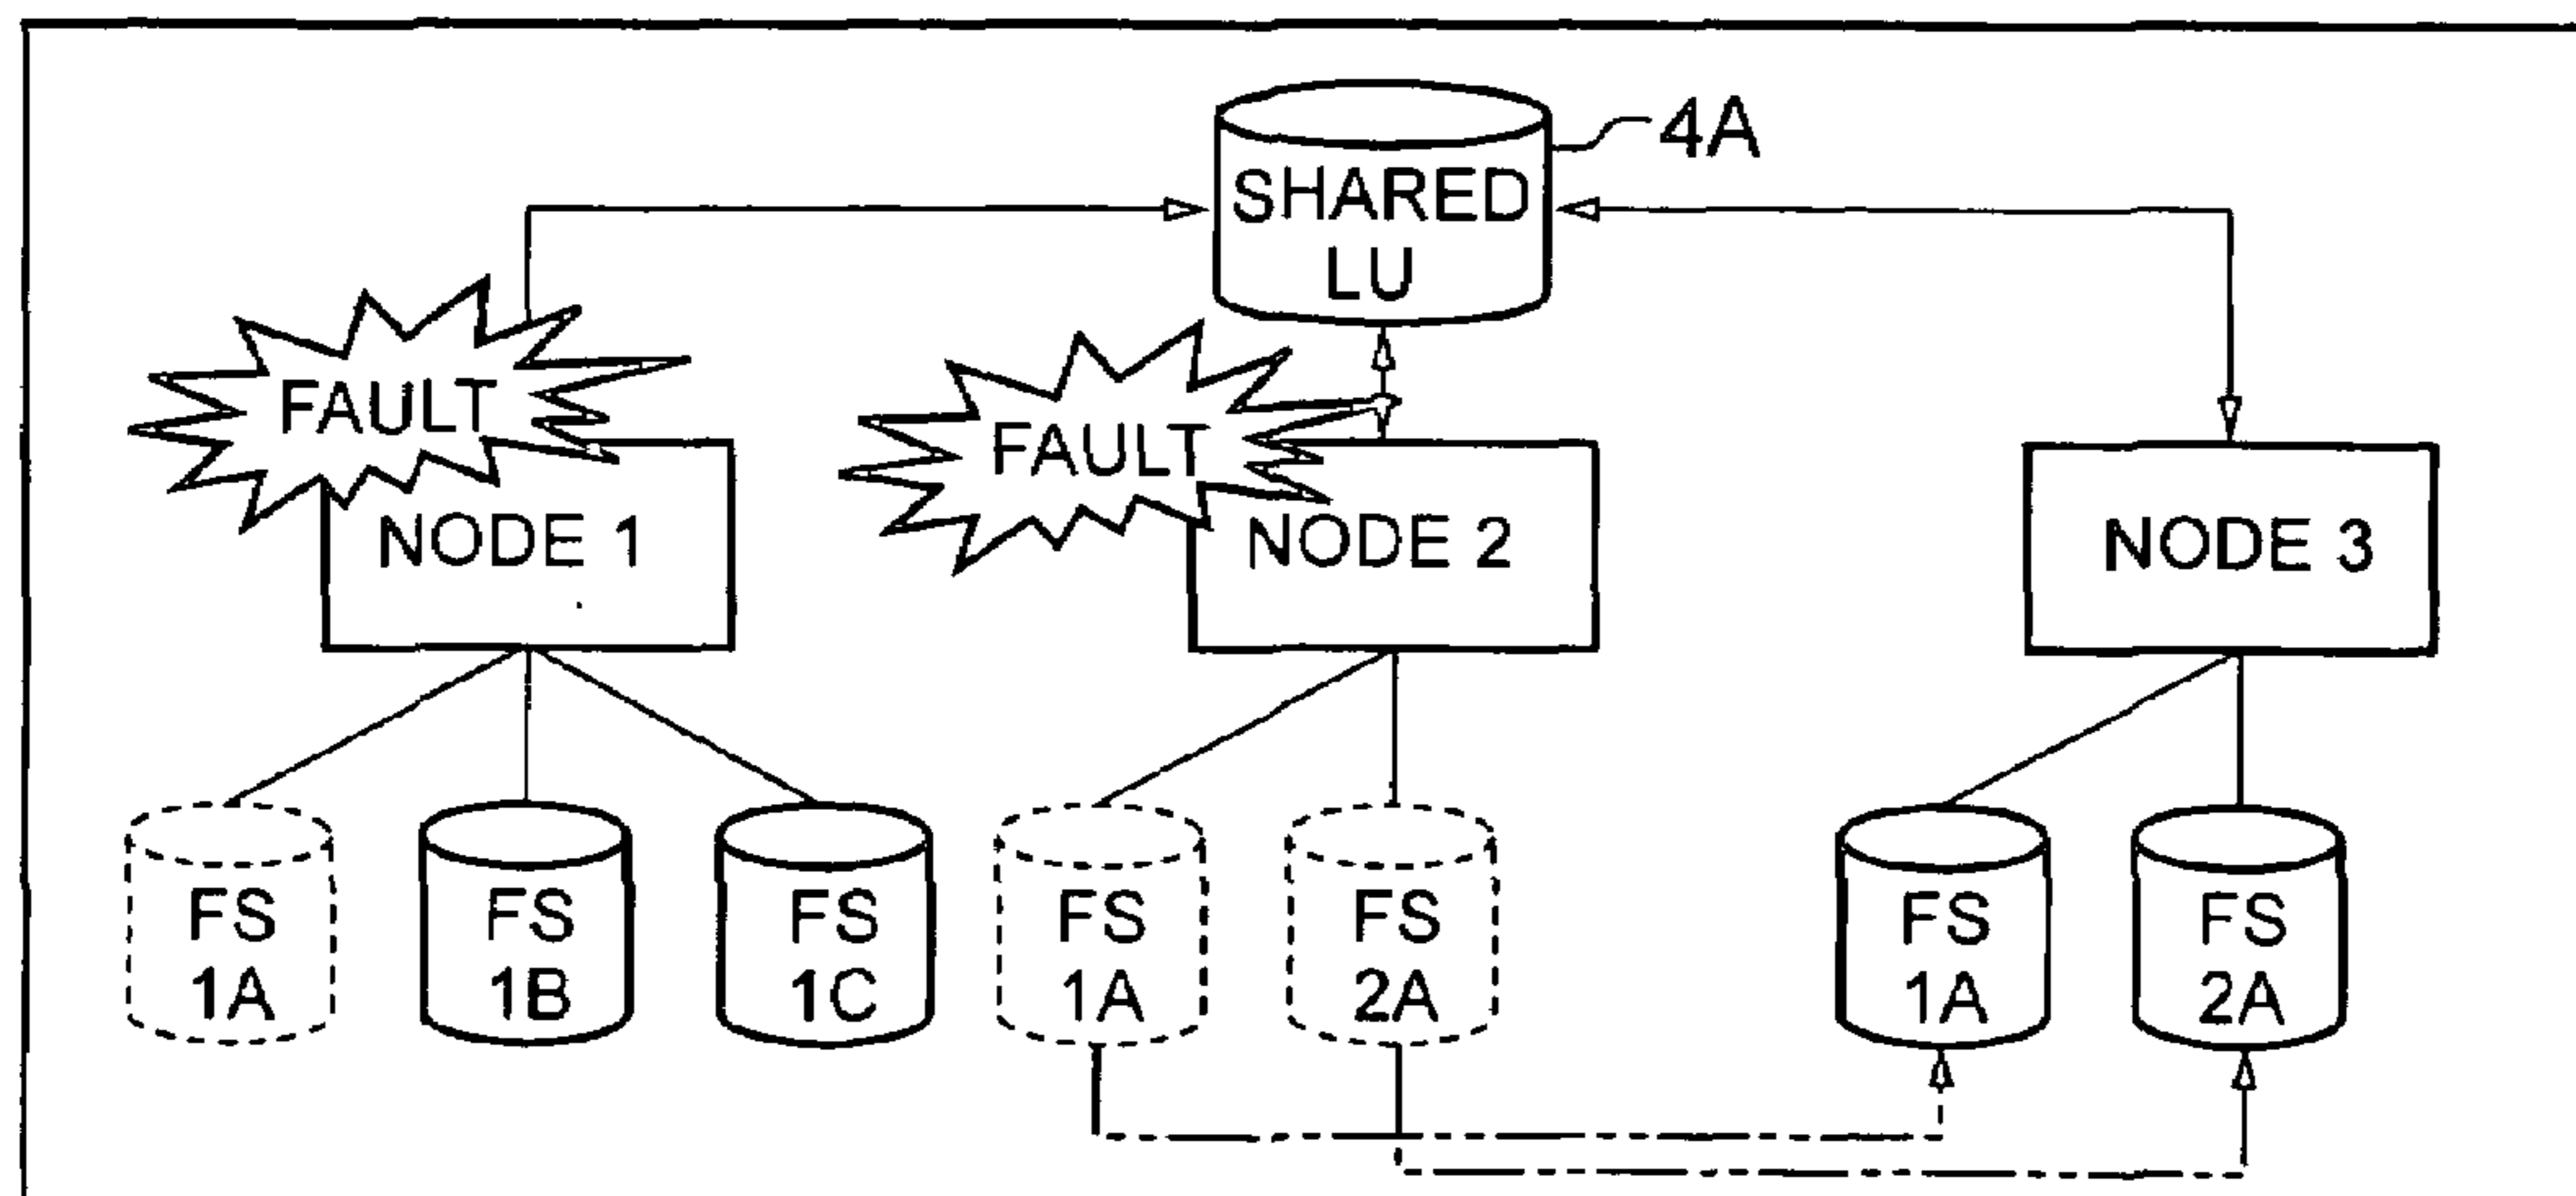 4A
SHARED
LU
FAULT
FAULT
NODE 1
NODE 2
NODE 3
FS
1A
FS
1B
FS
1C
FS
1A
FS
2A
FS
1A
FS
2A